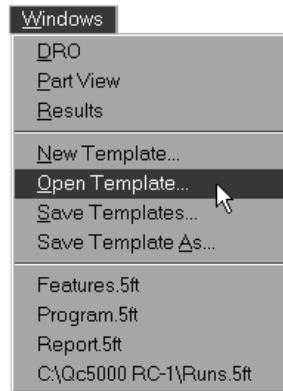 Windows
DRO
Part View
Results
New Template...
Open Template...
Save Templates...
Save Template As...
Features.5ft
Program.5ft
Report.5ft
C:\Qc5000 RC-1\Runs.5ft